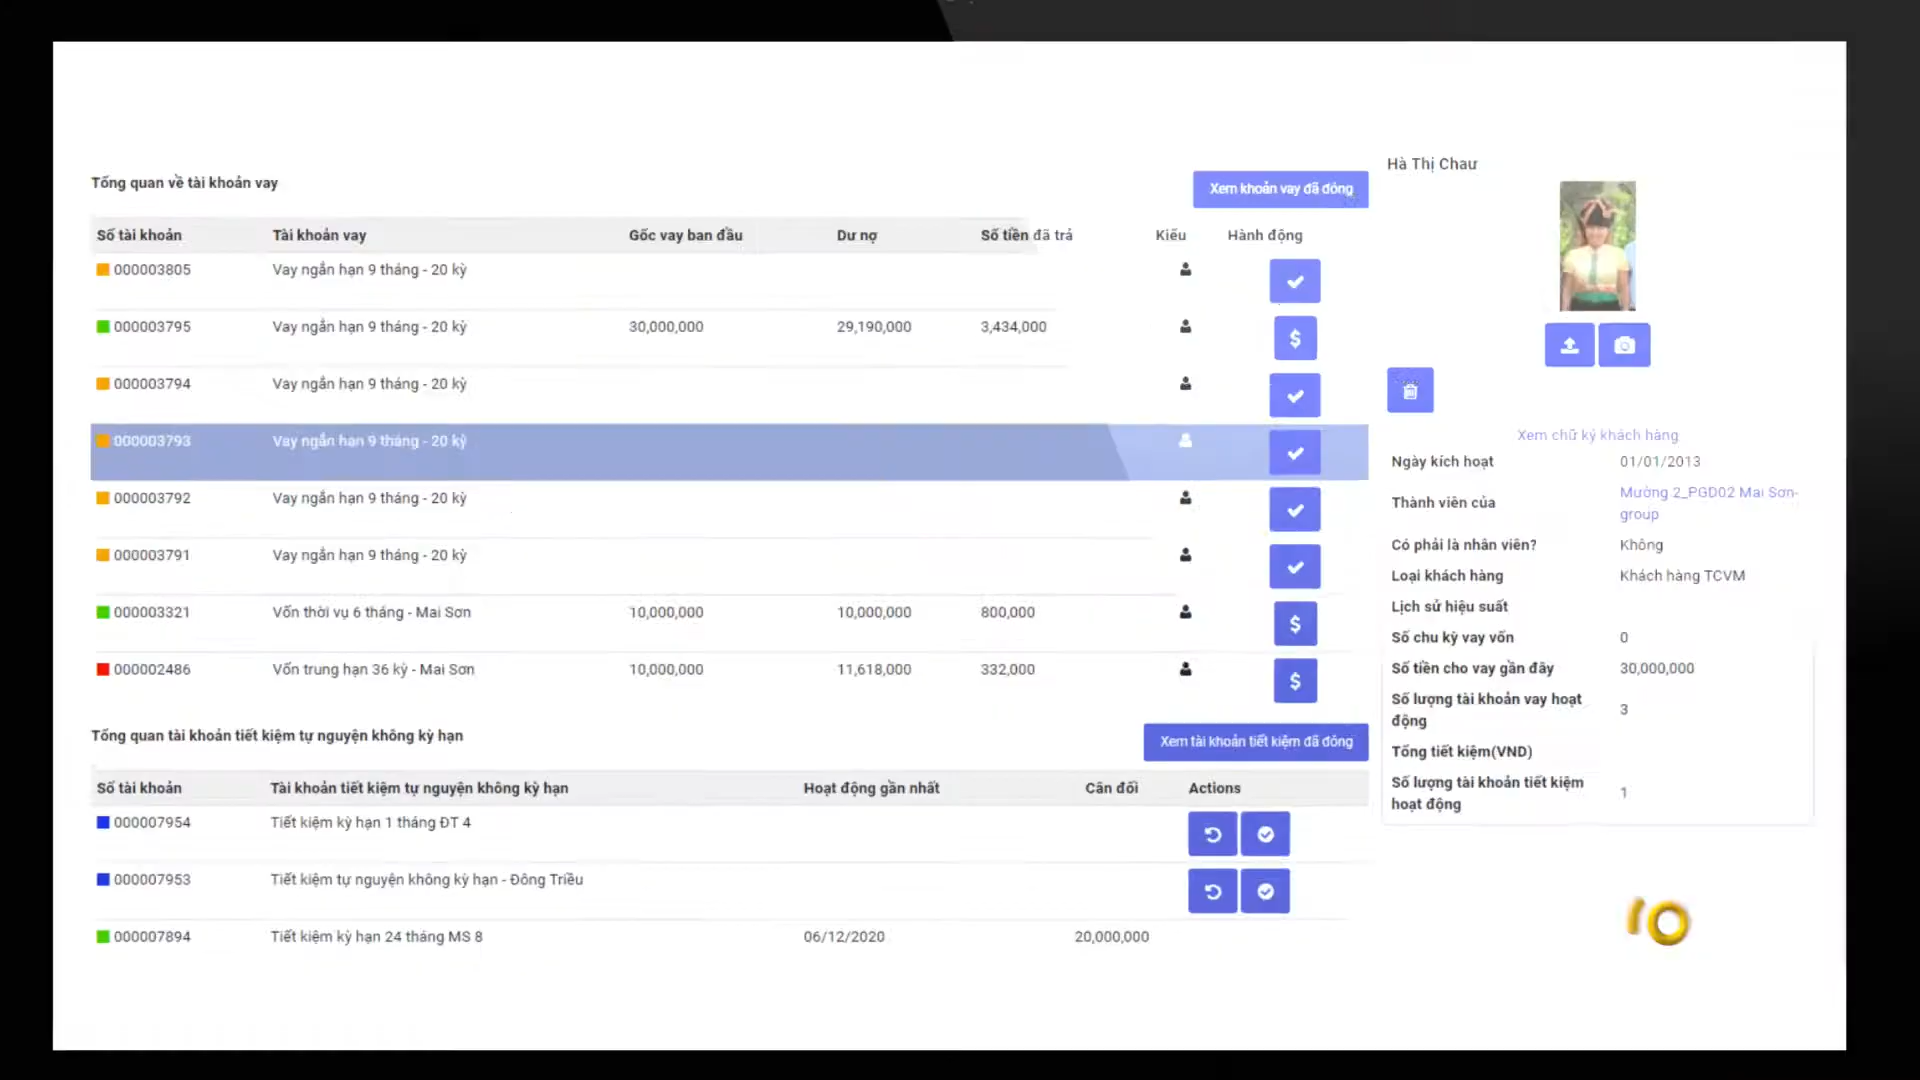 Tổng quan về tài khoản vay
Xem khoản vay đã đóng
Số tài khoản Tài khoản vay Gốc vay ban đầu Dư nợ Số tiền đã trả Kiểu Hành động
000003805 Vay ngắn hạn 9 tháng - 20 kỳ
000003795 Vay ngắn hạn 9 tháng - 20 kỳ 30,000,000 29,190,000 3,434,000
000003794 Vay ngắn hạn 9 tháng - 20 kỳ
000003793 Vay ngắn hạn 9 tháng - 20 kỳ
000003792 Vay ngắn hạn 9 tháng - 20 kỳ
000003791 Vay ngắn hạn 9 tháng - 20 kỳ
000003321 Vốn thời vụ 6 tháng - Mai Sơn 10,000,000 10,000,000 800,000
000002486 Vốn trung hạn 36 kỳ - Mai Sơn 10,000,000 11,618,000 332,000
Tổng quan tài khoản tiết kiệm tự nguyện không kỳ hạn
Xem tài khoản tiết kiệm đã đóng
Số tài khoản Tài khoản tiết kiệm tự nguyện không kỳ hạn Hoạt động gần nhất Cân đối Actions
000007954 Tiết kiệm kỳ hạn 1 tháng ĐT 4
000007953 Tiết kiệm tự nguyện không kỳ hạn - Đông Triều
000007894 Tiết kiệm kỳ hạn 24 tháng MS 8 06/12/2020 20,000,000
Hà Thị Chau
Xem chữ ký khách hàng
Ngày kích hoạt 01/01/2013
Thành viên của Mường 2_PGD02 Mai Sơn-
group
Có phải là nhân viên? Không
Loại khách hàng Khách hàng TCVM
Lịch sử hiệu suất
Số chu kỳ vay vốn 0
Số tiền cho vay gần đây 30,000,000
Số lượng tài khoản vay hoạt
động 3
Tổng tiết kiệm(VND)
Số lượng tài khoản tiết kiệm
hoạt động 1